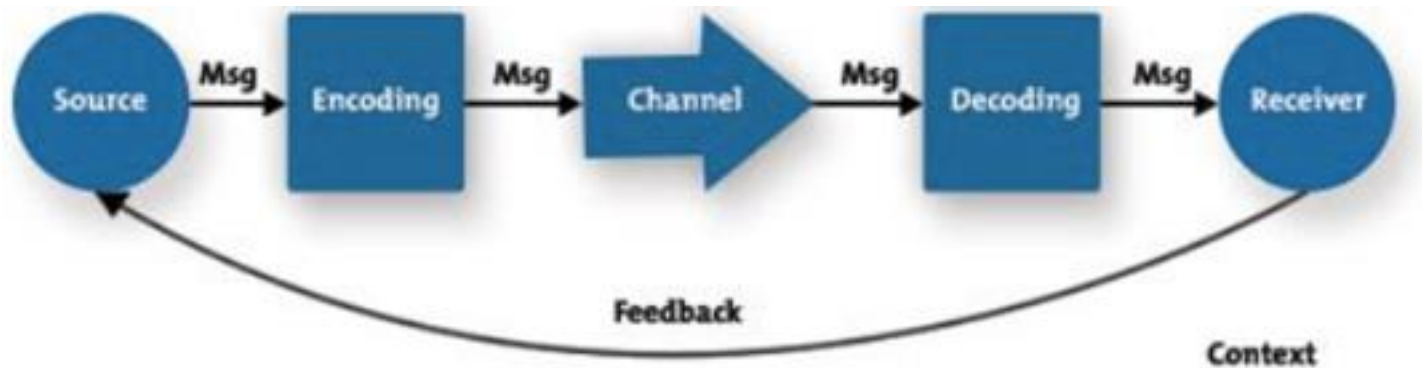 Msg
Msg
Msg
Msg
Source
Encoding
Channel
Decoding
Receiver
Feedback
Context